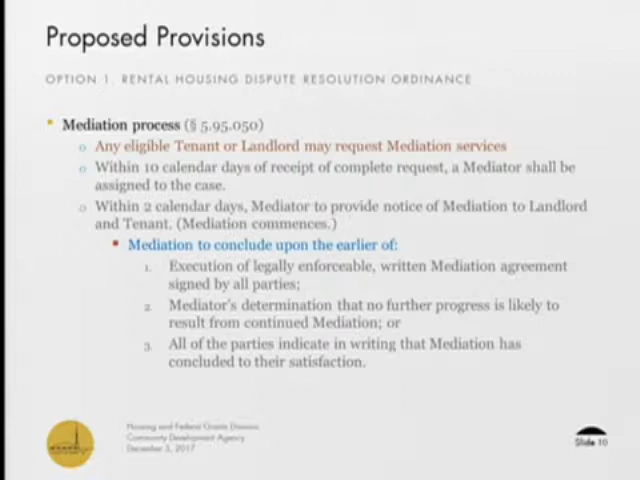 Proposed Provisions
OPTION 1. RENTAL HOUSING DISPUTE RESOLUTION ORDINANCE
• Mediation process (§ 5.95.050)
o Any eligible Tenant or Landlord may request Mediation services
o Within 10 calendar days of receipt of complete request, a Mediator shall be
assigned to the case.
o Within 2 calendar days, Mediator to provide notice of Mediation to Landlord
and Tenant. (Mediation commences.)
▪ Mediation to conclude upon the earlier of:
1. Execution of legally enforceable, written Mediation agreement
signed by all parties;
2. Mediator's determination that no further progress is likely to
result from continued Mediation; or
3. All of the parties indicate in writing that Mediation has
concluded to their satisfaction.
Housing and Federal Grants Division
Community Development Agency
December 5, 2017
Slide 10